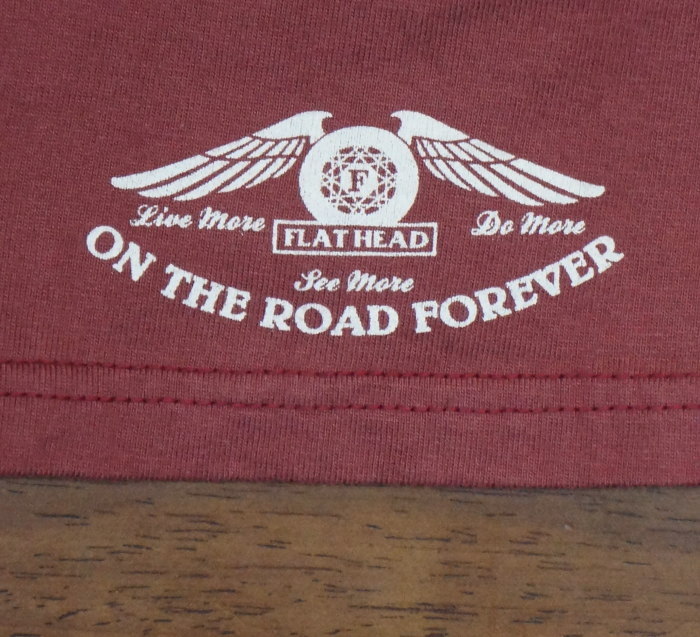 F
Live More
FLAT HEAD
Do More
See More
ON THE ROAD FOREVER